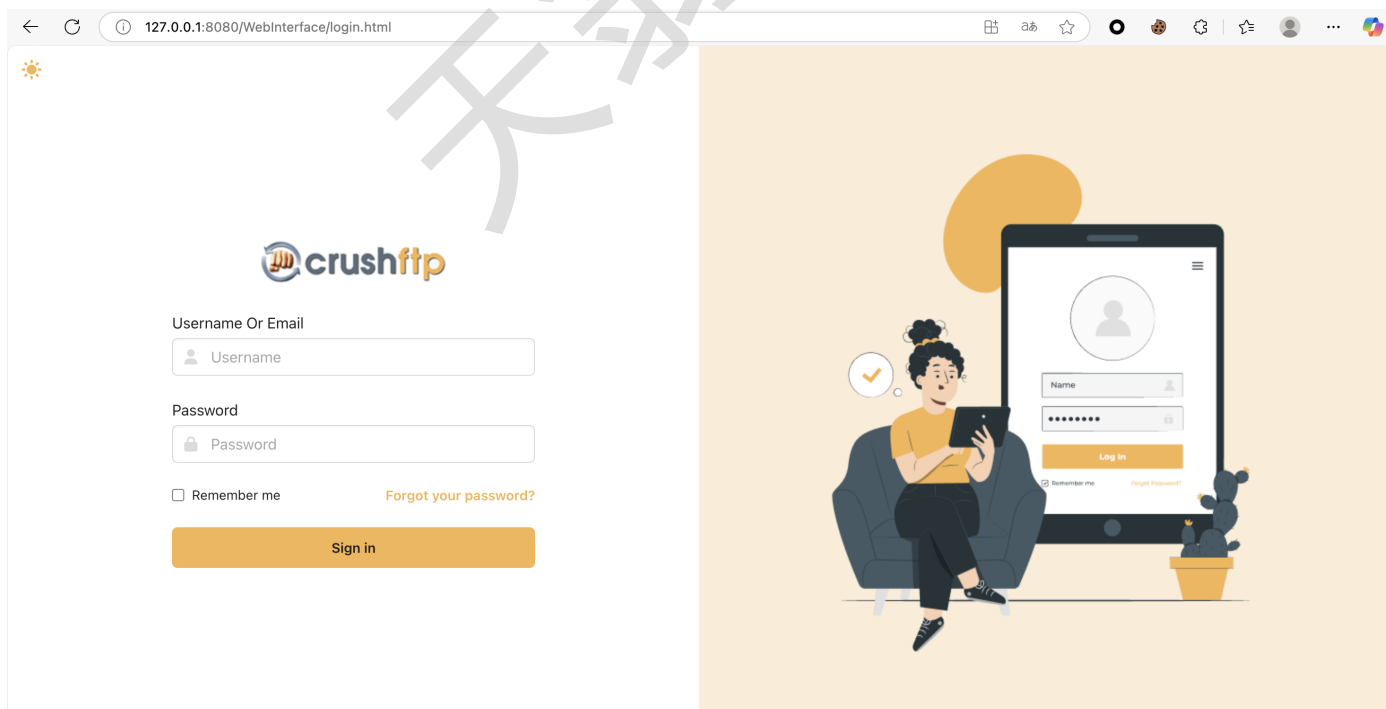 127.0.0.1:8080/WebInterface/login.html
crushftp
Username Or Email
Username
Password
Password
Remember me
Forgot your password?
Sign in
Name
Log In
Remember me
Forget Password?